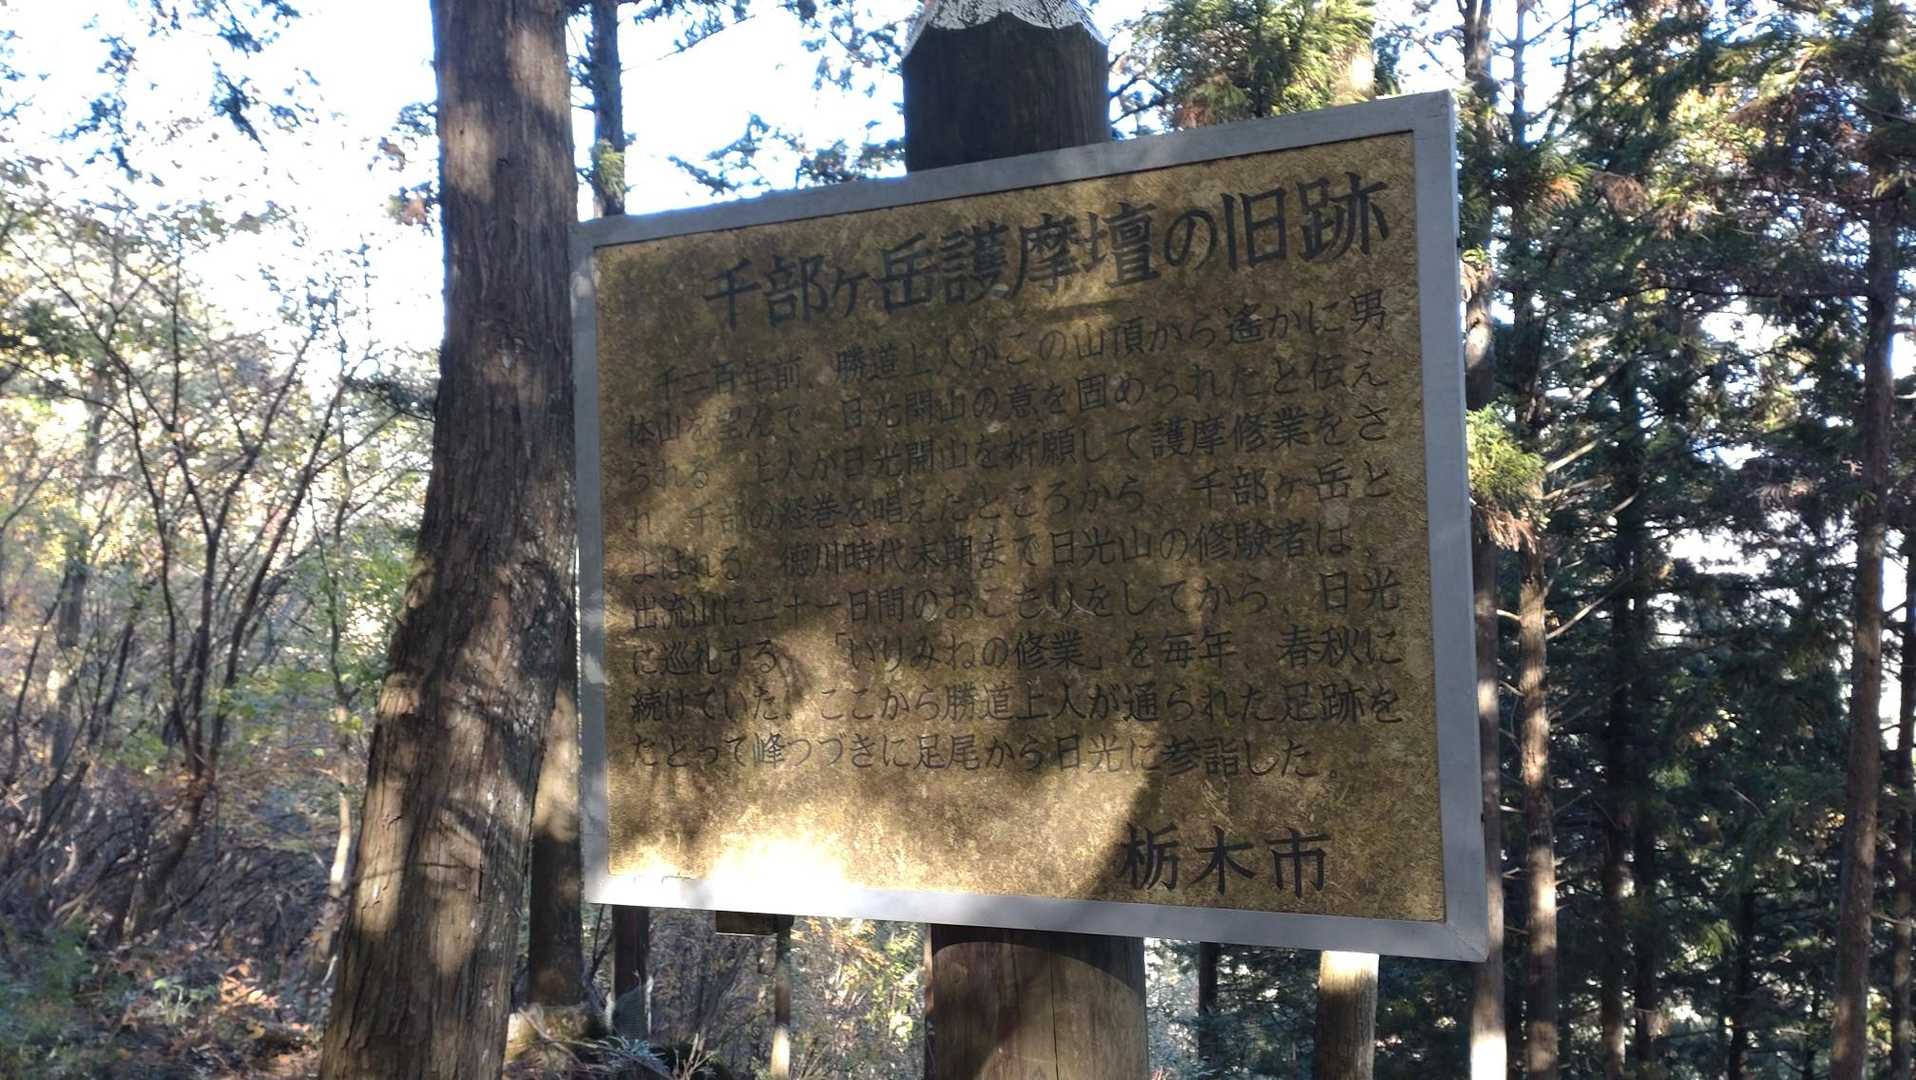 千部ヶ岳護摩壇の旧跡
千二百年前、勝道上人がこの山頂から遙かに男
体山を望んで、日光開山の意を固められたと伝え
られる。上人が日光開山を祈願して護摩修業をさ
れ、千部の経巻を唱えたところから、千部ヶ岳と
よばれる。徳川時代末期まで日光山の修験者は、
出流山に二十一日間のおこもりをしてから、日光
に巡礼する、「いりみねの修業」を毎年、春秋に
続けていた。ここから勝道上人が通られた足跡を
たどって峰つづきに足尾から日光に参詣した。
栃木市